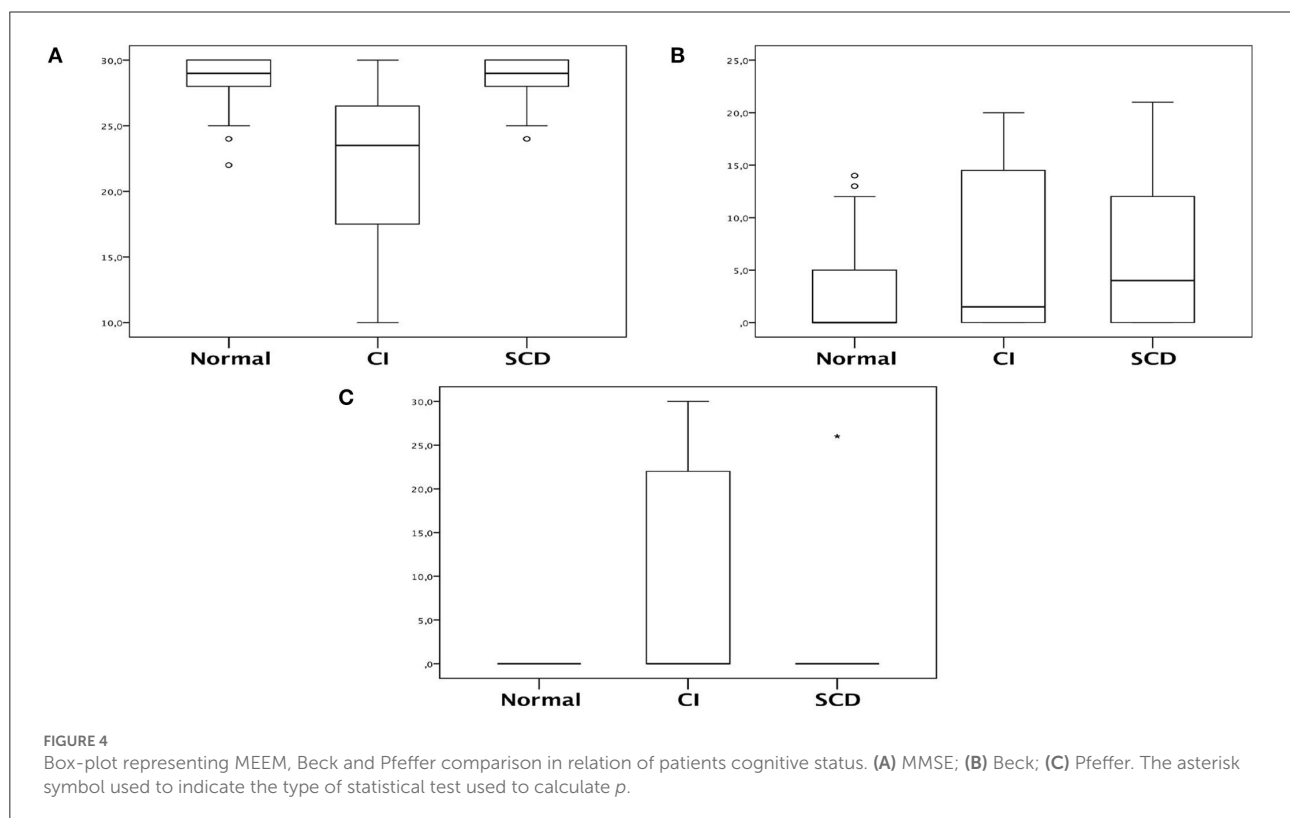 A
30,0
25,0
20,0
15,0
10,0
Normal CI SCD
B
25,0
20,0
15,0
10,0
5,0
,0
Normal CI SCD
C
30,0
25,0
20,0
15,0
10,0
5,0
,0
*
Normal CI SCD
FIGURE 4
Box-plot representing MEEM, Beck and Pfeffer comparison in relation of patients cognitive status. (A) MMSE; (B) Beck; (C) Pfeffer. The asterisk
symbol used to indicate the type of statistical test used to calculate p.